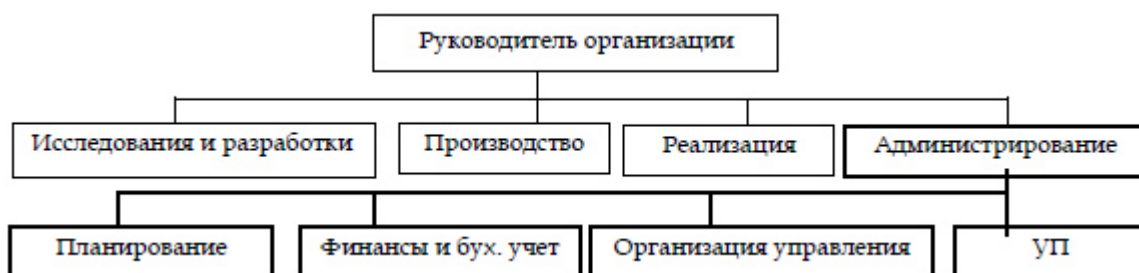 Руководитель организации
Исследования и разработки
Производство
Реализация
Администрирование
Планирование
Финансы и бух. учет
Организация управления
УП